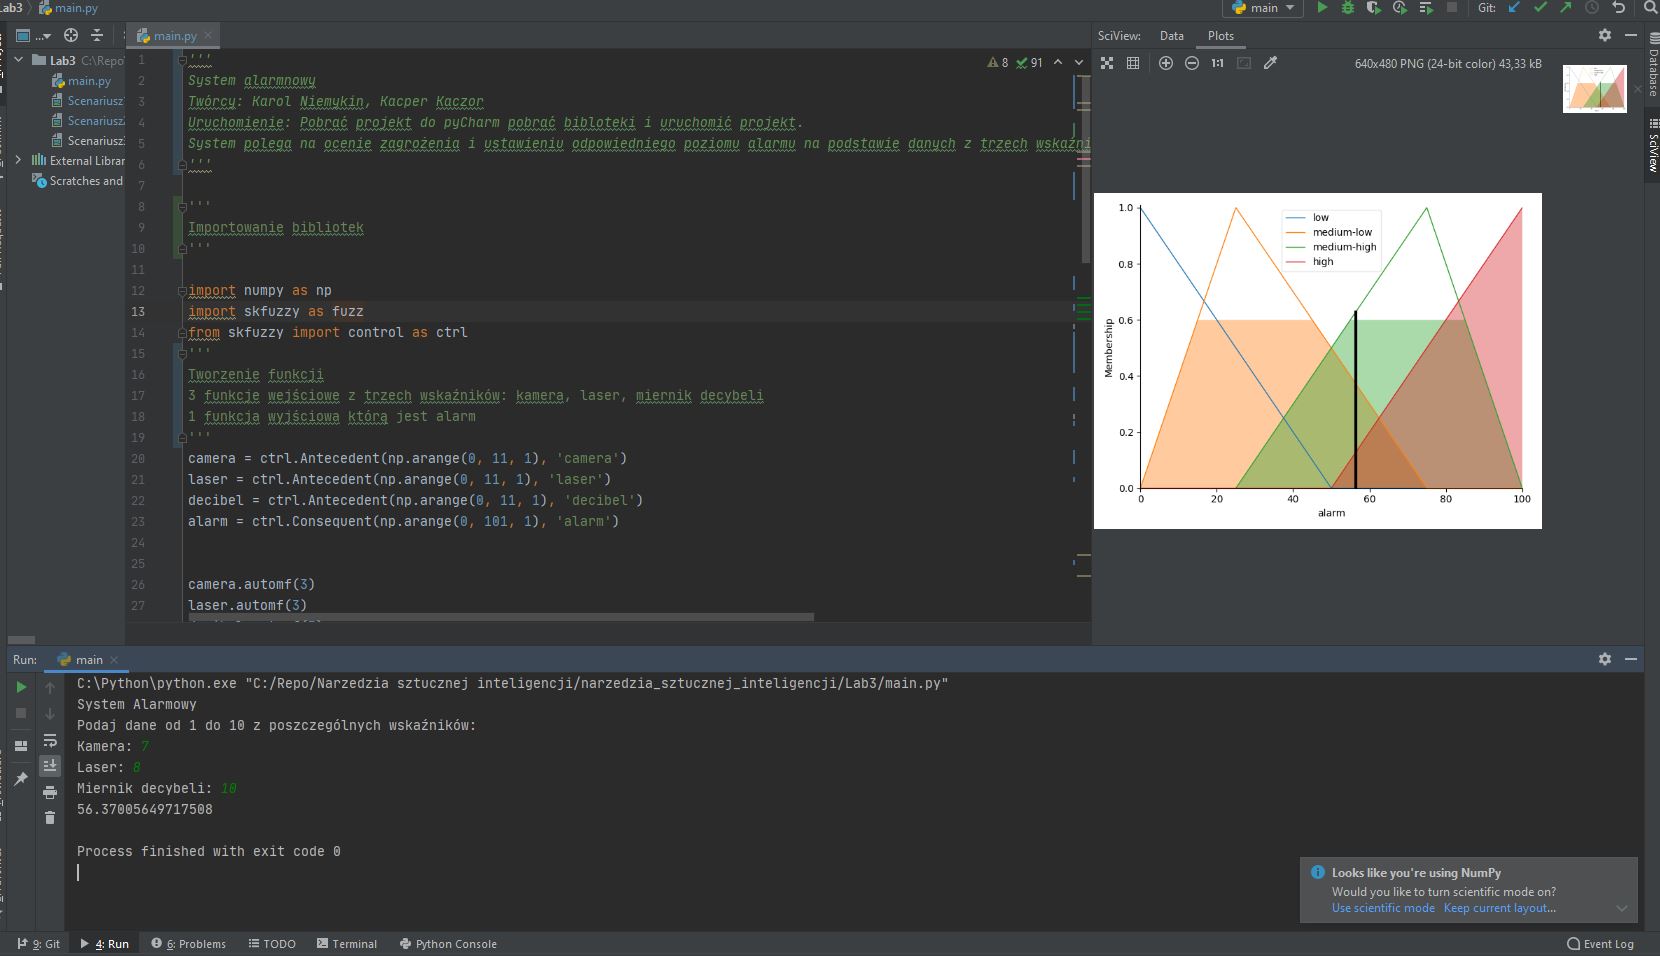 Lab3 main.py
main
Git:
Lab3 C:\Repo
main.py
Scenariusz
Scenariusz
Scenariusz
External Librar
Scratches and
main.py
8 91
1 '''
2 System alarmnowy
3 Twórcy: Karol Niemykin, Kacper Kaczor
4 Uruchomienie: Pobrać projekt do pyCharm pobrać bibloteki i uruchomić projekt.
5 System polega na ocenie zagrożenia i ustawieniu odpowiedniego poziomu alarmu na podstawie danych z trzech wskaźni
6 '''
7
8 '''
9 Importowanie bibliotek
10 '''
11
12 import numpy as np
13 import skfuzzy as fuzz
14 from skfuzzy import control as ctrl
15 '''
16 Tworzenie funkcji
17 3 funkcje wejściowe z trzech wskaźników: kamera, laser, miernik decybeli
18 1 funkcja wyjściowa którą jest alarm
19 '''
20 camera = ctrl.Antecedent(np.arange(0, 11, 1), 'camera')
21 laser = ctrl.Antecedent(np.arange(0, 11, 1), 'laser')
22 decibel = ctrl.Antecedent(np.arange(0, 11, 1), 'decibel')
23 alarm = ctrl.Consequent(np.arange(0, 101, 1), 'alarm')
24
25
26 camera.automf(3)
27 laser.automf(3)
SciView: Data Plots
1:1 640x480 PNG (24-bit color) 43,33 kB
low
medium-low
medium-high
high
1.0
0.8
0.6
0.4
0.2
0.0
Membership
0 20 40 60 80 100
alarm
Database
SciView
Run: main
C:\Python\python.exe "C:/Repo/Narzedzia sztucznej inteligencji/narzedzia_sztucznej_inteligencji/Lab3/main.py"
System Alarmowy
Podaj dane od 1 do 10 z poszczególnych wskaźników:
Kamera: 7
Laser: 8
Miernik decybeli: 10
56.37005649717508
Process finished with exit code 0
Looks like you're using NumPy
Would you like to turn scientific mode on?
Use scientific mode Keep current layout...
9: Git 4: Run 6: Problems TODO Terminal Python Console
Event Log